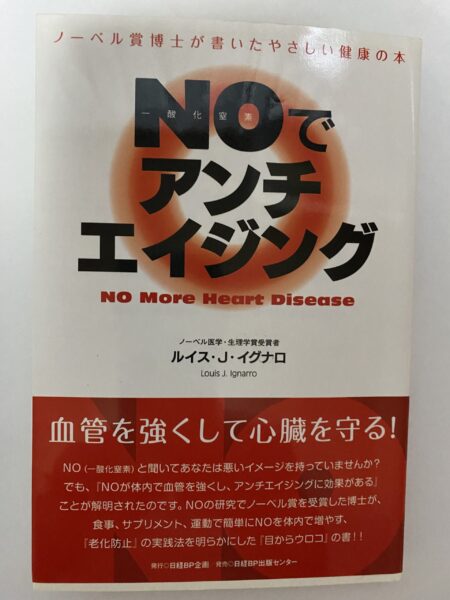 ノーベル賞博士が書いたやさしい健康の本
NOで
一酸化窒素
アンチ
エイジング
NO More Heart Disease
ノーベル医学・生理学賞受賞者
ルイス・J・イグナロ
Louis J. Ignarro
血管を強くして心臓を守る!
NO(一酸化窒素)と聞いてあなたは悪いイメージを持っていませんか?
でも、『NOが体内で血管を強くし、アンチエイジングに効果がある』
ことが解明されたのです。NOの研究でノーベル賞を受賞した博士が、
食事、サプリメント、運動で簡単にNOを体内で増やす、
『老化防止』の実践法を明らかにした『目からウロコ』の書!!
発行◎日経BP企画 発売◎日経BP出版センター